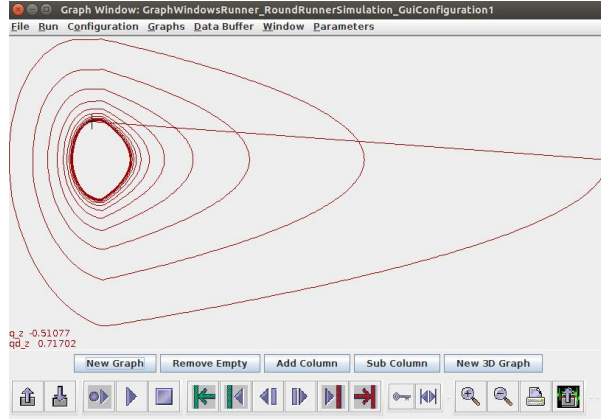 Graph Window: GraphWindowsRunner_RoundRunnerSimulation_GuiConfiguration1
File Run Configuration Graphs Data Buffer Window Parameters
q_z -0.51077
qd_z 0.71702
New Graph Remove Empty Add Column Sub Column New 3D Graph